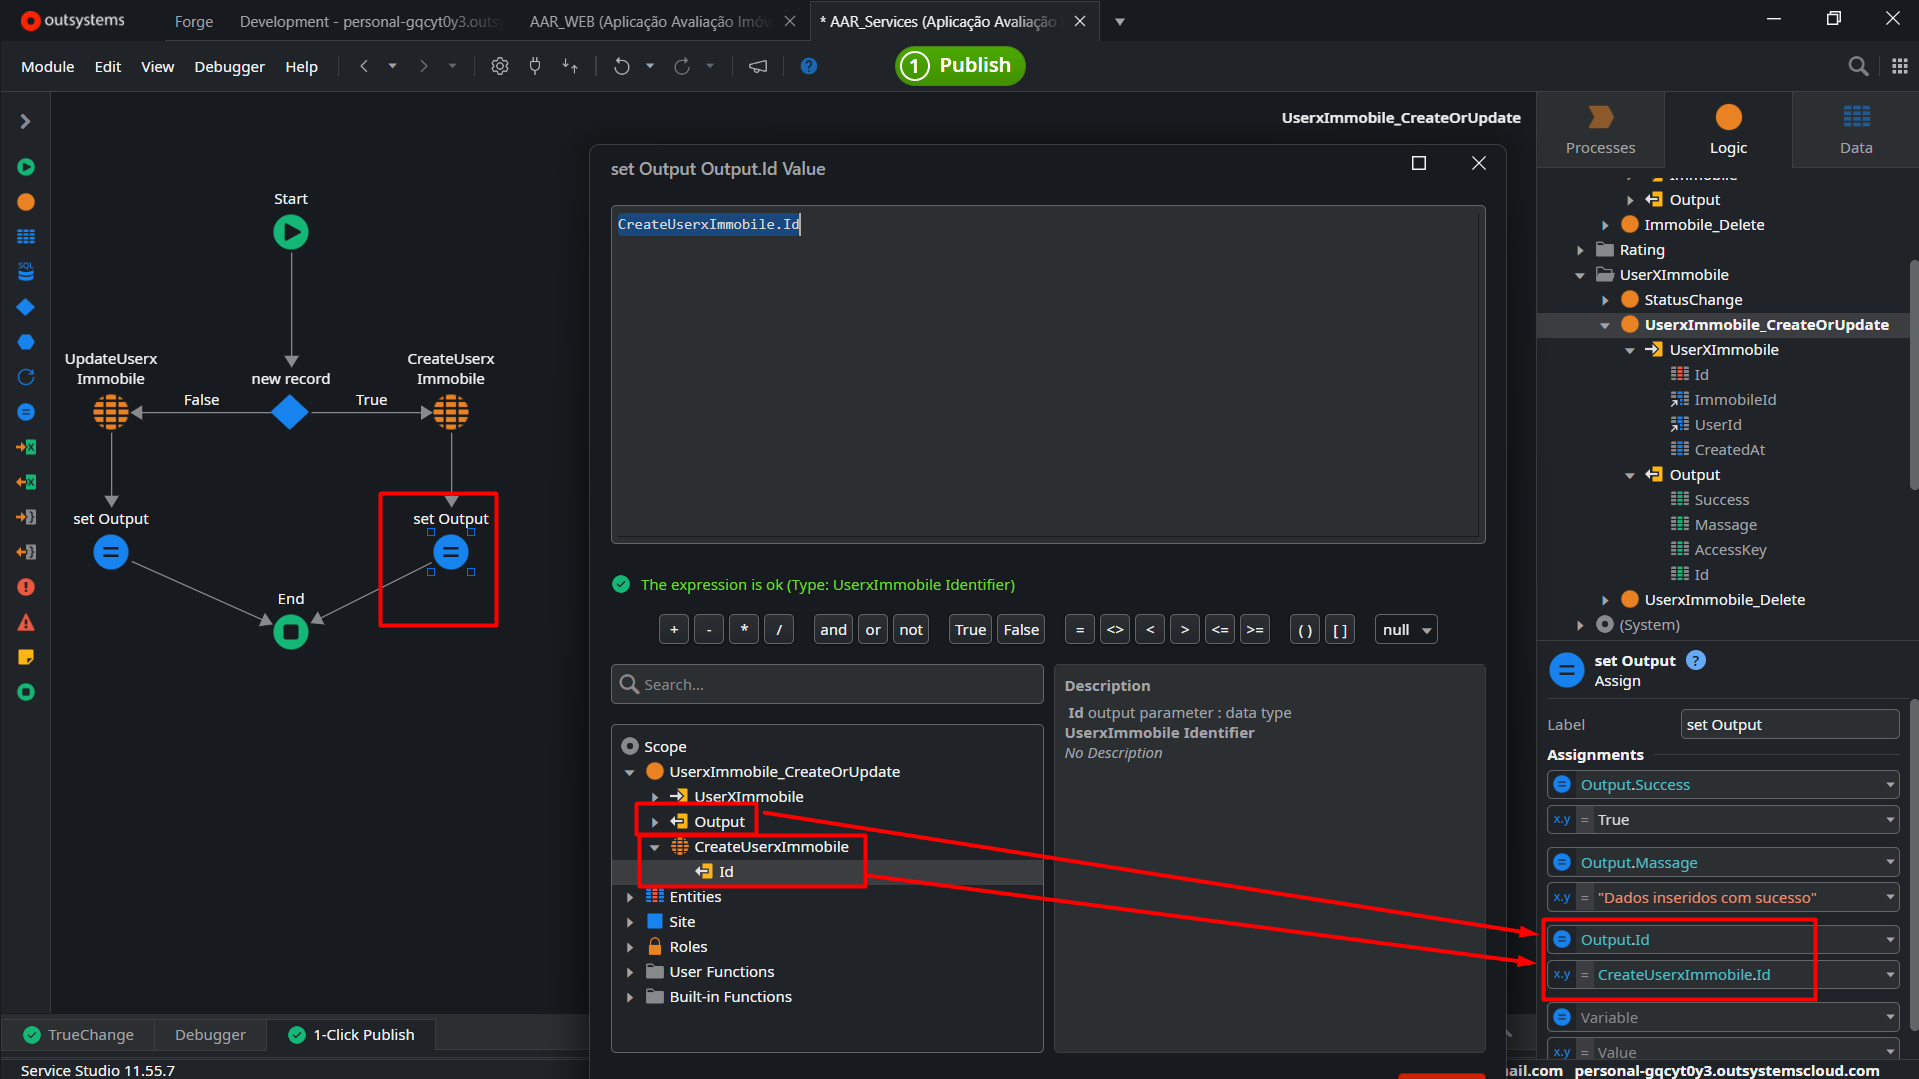 outsystems
Forge
Development - personal-gqcyt0y3.outs
AAR_WEB (Aplicação Avaliação Imóv
* AAR_Services (Aplicação Avaliação
Module Edit View Debugger Help
1 Publish
UserxImmobile_CreateOrUpdate
Processes
Logic
Data
Start
UpdateUserx
Immobile
new record
CreateUserx
Immobile
False
True
set Output
set Output
End
set Output Output.Id Value
CreateUserxImmobile.Id
The expression is ok (Type: UserxImmobile Identifier)
+ - * / and or not True False = <> < > <= >= ( ) [ ] null
Search...
Scope
UserxImmobile_CreateOrUpdate
UserXImmobile
Output
CreateUserxImmobile
Id
Entities
Site
Roles
User Functions
Built-in Functions
Description
Id output parameter : data type
UserxImmobile Identifier
No Description
Immobile
Output
Immobile_Delete
Rating
UserXImmobile
StatusChange
UserxImmobile_CreateOrUpdate
UserXImmobile
Id
ImmobileId
UserId
CreatedAt
Output
Success
Massage
AccessKey
Id
UserxImmobile_Delete
(System)
set Output ?
Assign
Label
set Output
Assignments
Output.Success
x.y = True
Output.Massage
x.y = "Dados inseridos com sucesso"
Output.Id
x.y = CreateUserxImmobile.Id
Variable
x.y = Value
TrueChange
Debugger
1-Click Publish
Service Studio 11.55.7
ail.com personal-gqcyt0y3.outsystemscloud.com
SQL